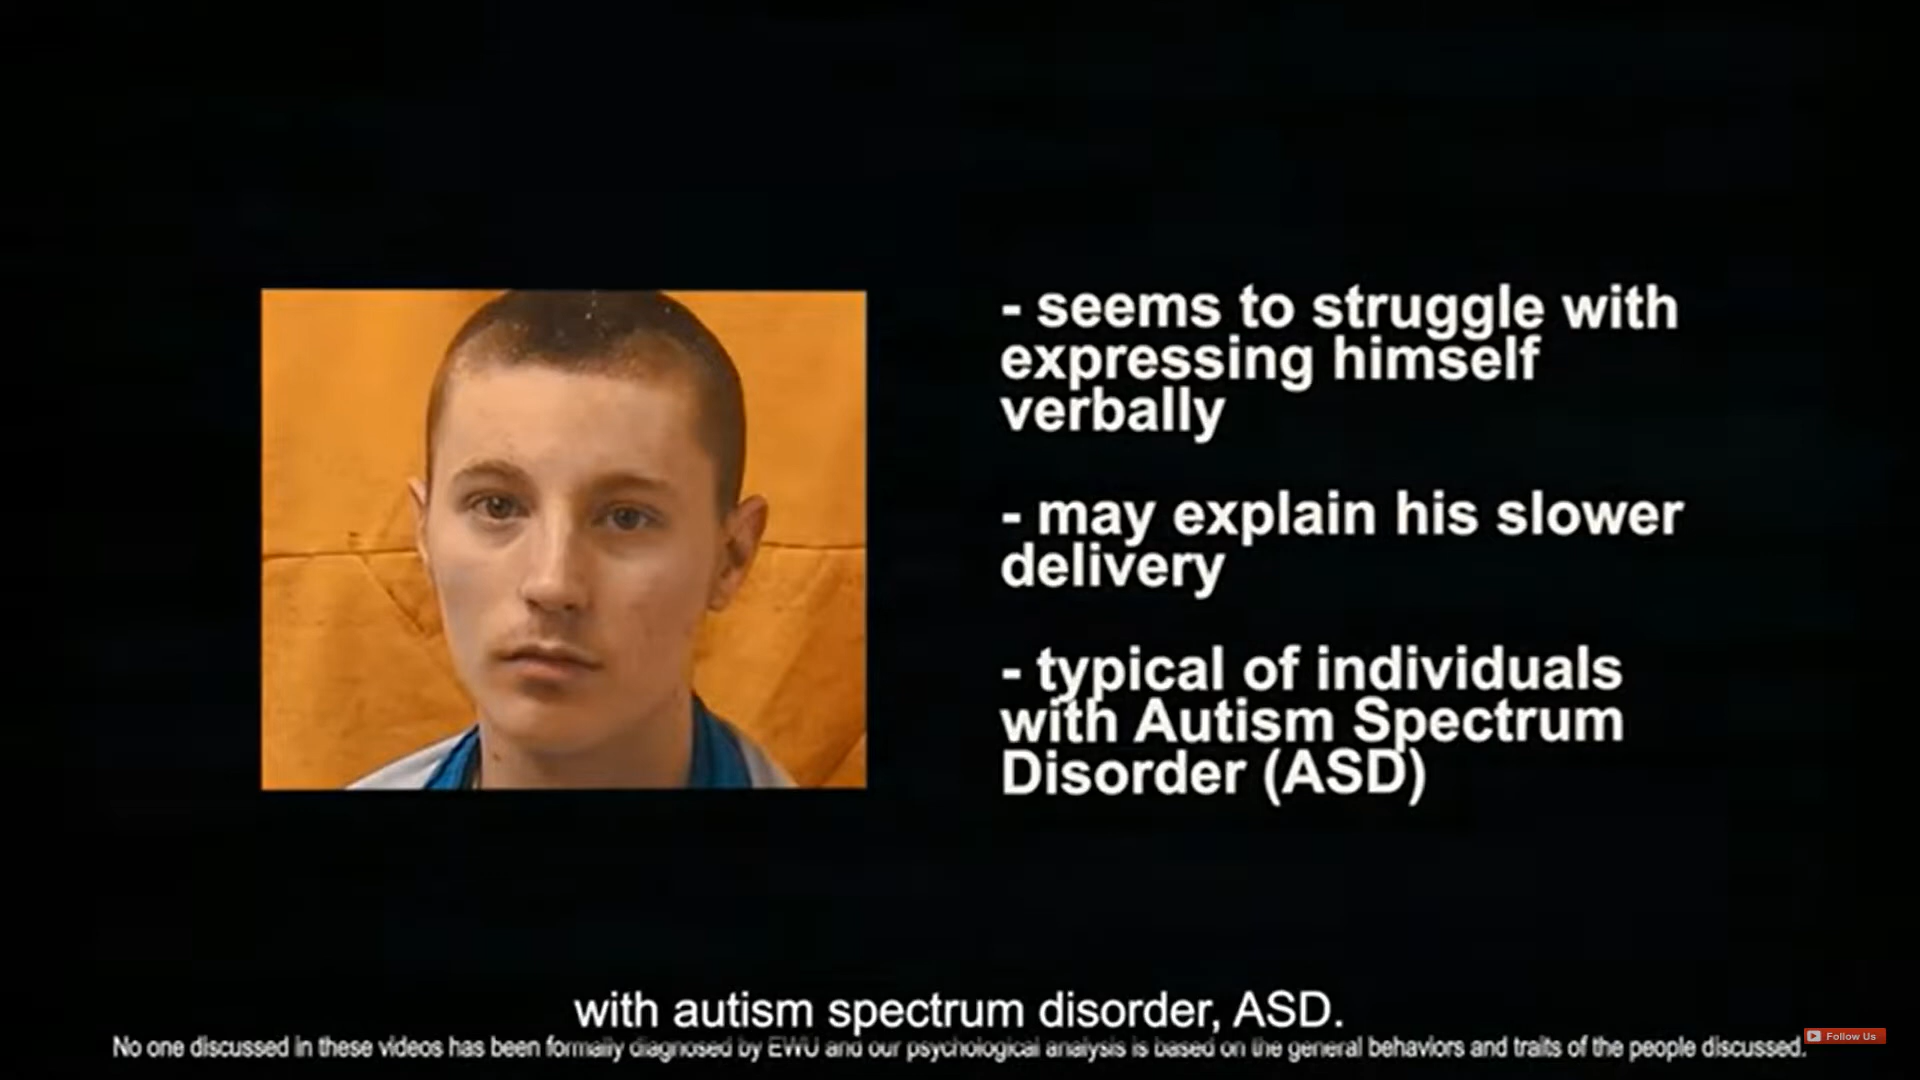 - seems to struggle with
expressing himself
verbally
- may explain his slower
delivery
- typical of individuals
with Autism Spectrum
Disorder (ASD)
with autism spectrum disorder, ASD.
No one discussed in these videos has been formally diagnosed by EWU and our psychological analysis is based on the general behaviors and traits of the people discussed.
Follow Us